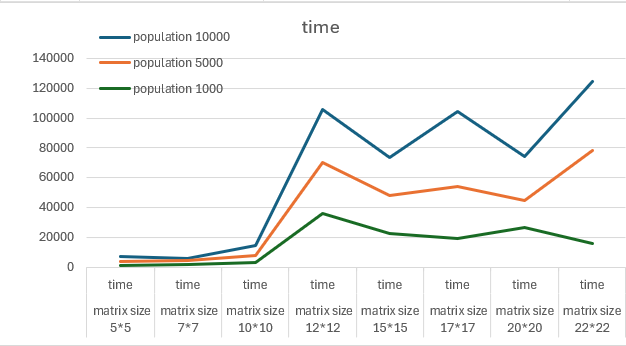 time
population 10000
population 5000
population 1000
140000
120000
100000
80000
60000
40000
20000
0
time time time time time time time time
matrix size matrix size matrix size matrix size matrix size matrix size matrix size matrix size
5*5 7*7 10*10 12*12 15*15 17*17 20*20 22*22